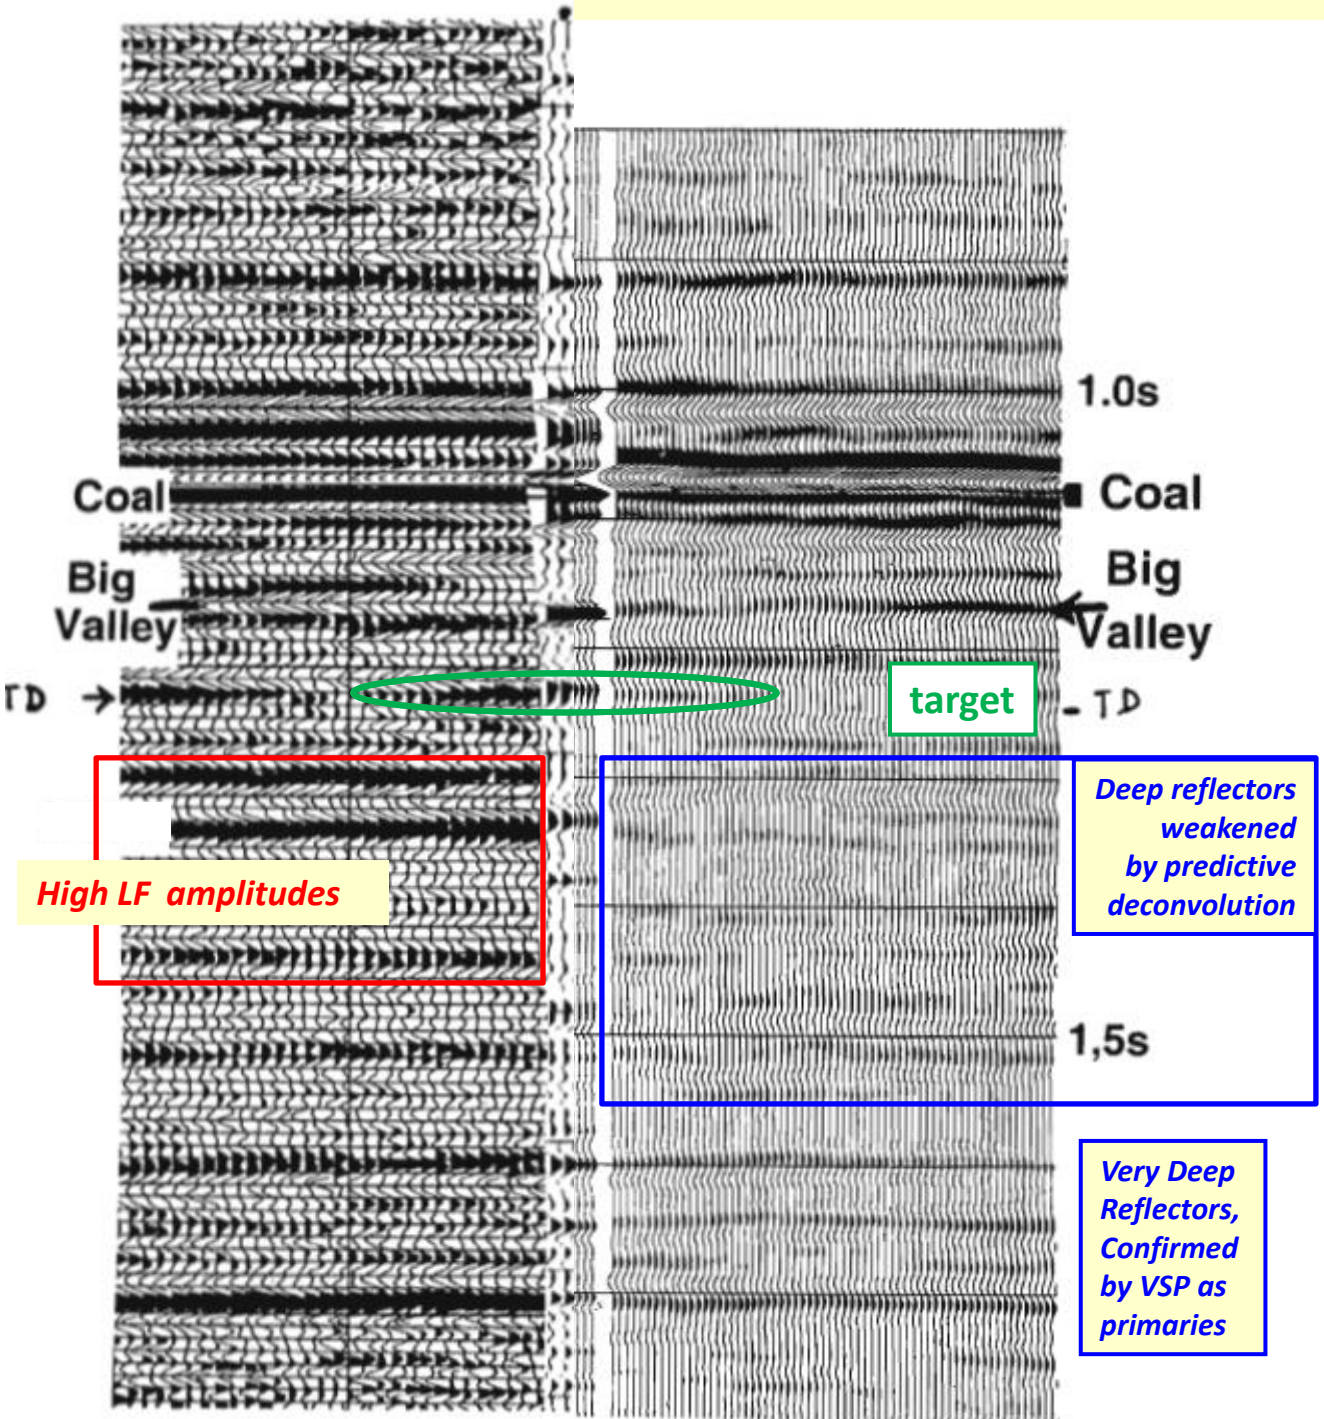 1.0s
Coal
Coal
Big
Valley
Big
Valley
TD →
target
- TD
Deep reflectors
weakened
by predictive
deconvolution
High LF amplitudes
1,5s
Very Deep
Reflectors,
Confirmed
by VSP as
primaries